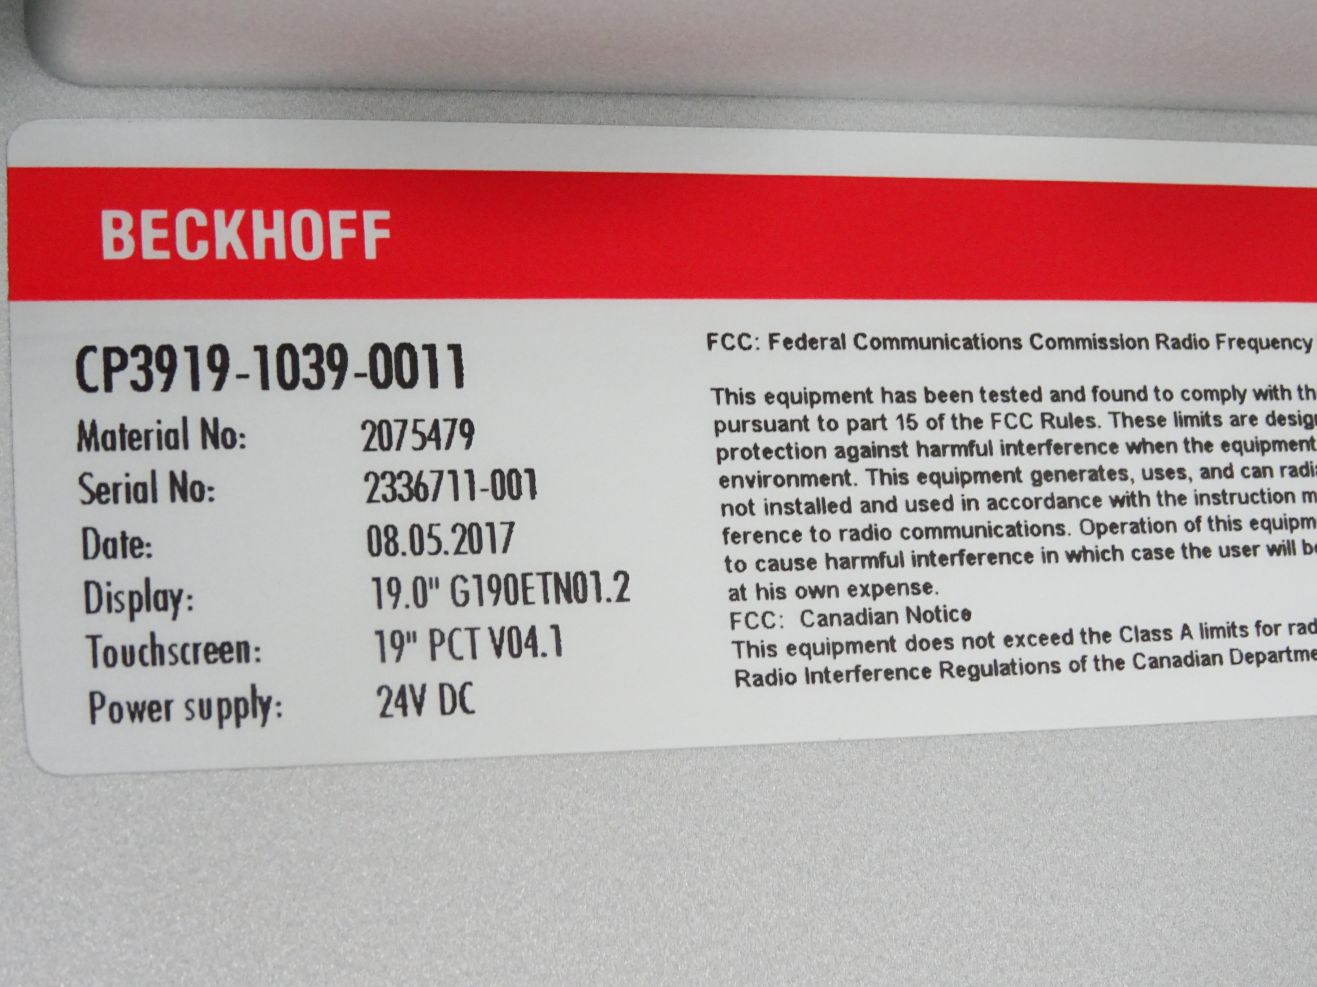 BECKHOFF
CP3919-1039-0011
Material No: 2075479
Serial No: 2336711-001
Date: 08.05.2017
Display: 19.0" G190ETN01.2
Touchscreen: 19" PCT V04.1
Power supply: 24V DC
FCC: Federal Communications Commission Radio Frequency
This equipment has been tested and found to comply with th
pursuant to part 15 of the FCC Rules. These limits are desig
protection against harmful interference when the equipment
environment. This equipment generates, uses, and can radi
not installed and used in accordance with the instruction m
ference to radio communications. Operation of this equipm
to cause harmful interference in which case the user will b
at his own expense.
FCC: Canadian Notice
This equipment does not exceed the Class A limits for rad
Radio Interference Regulations of the Canadian Departme